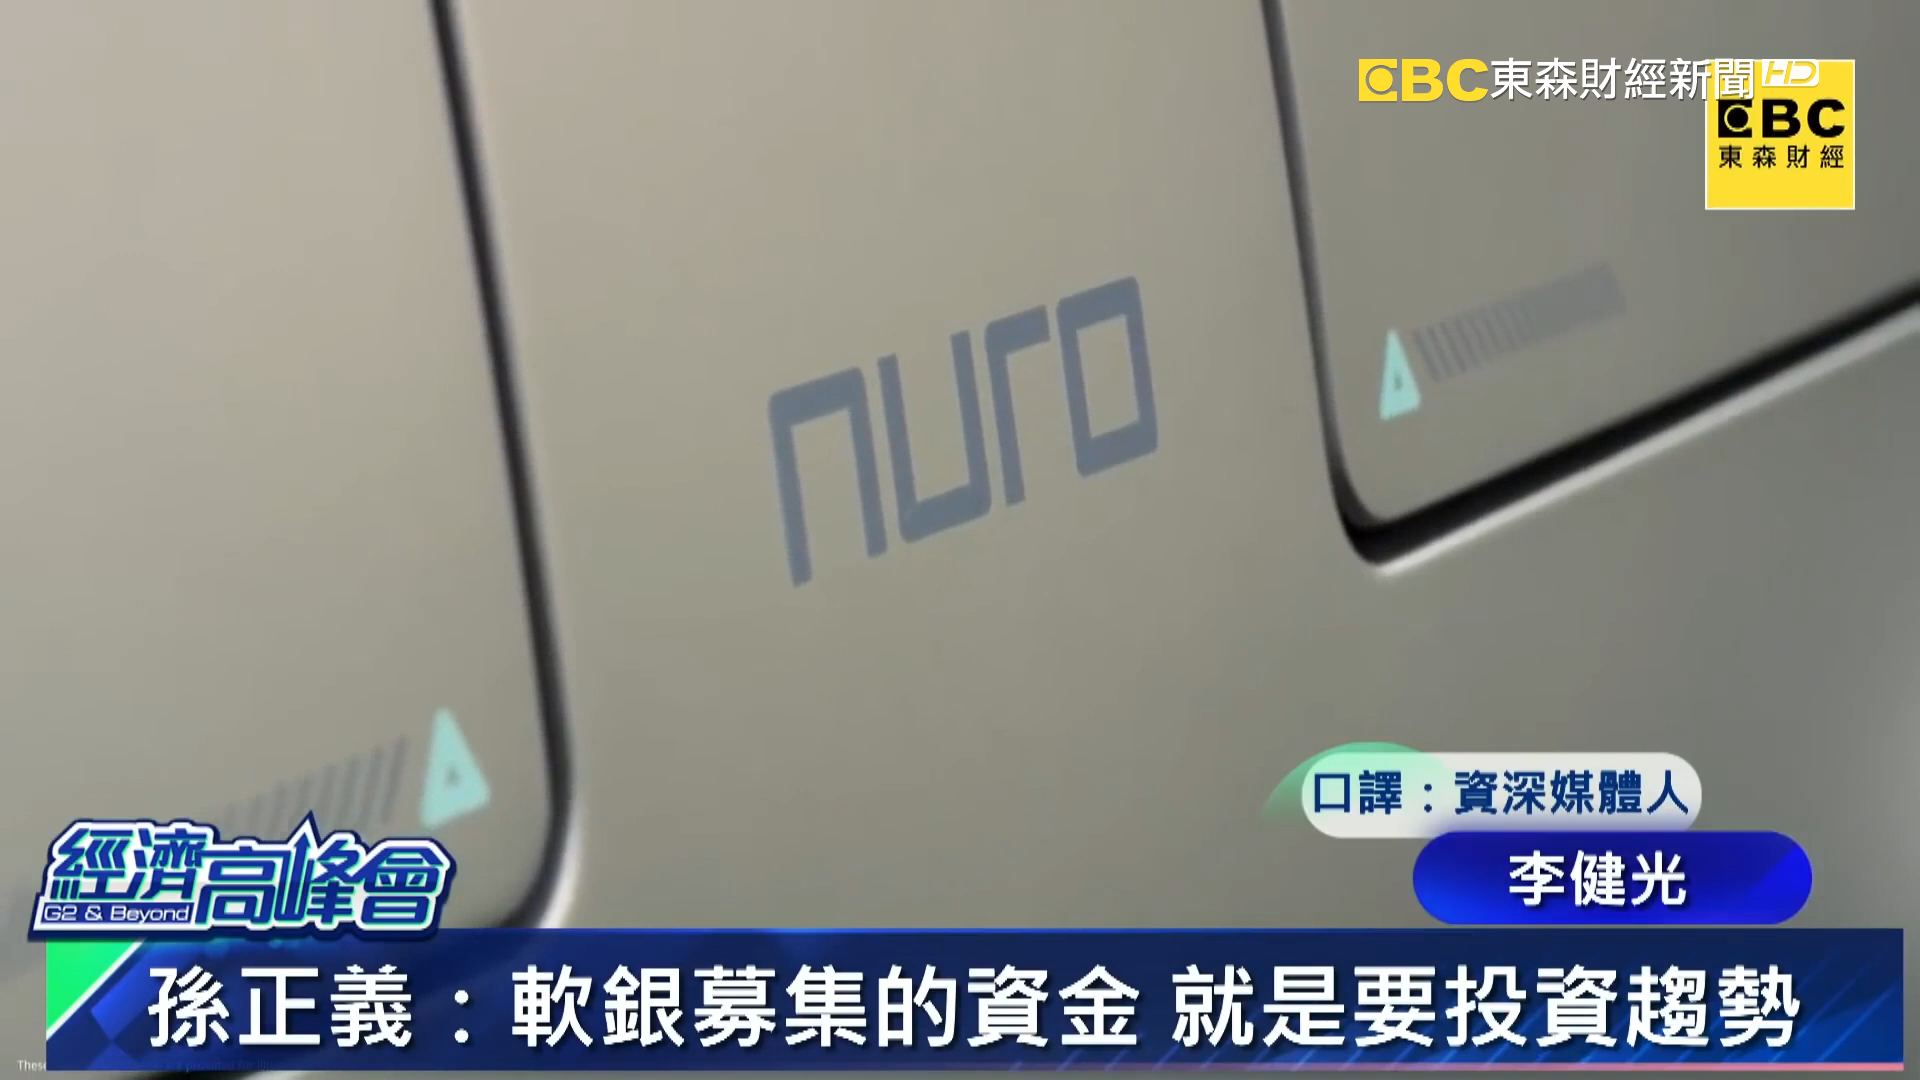 EBC東森財經新聞HD
EBC
東森財經
nuro
口譯：資深媒體人
李健光
經濟高峰會
G2 & Beyond
孫正義：軟銀募集的資金 就是要投資趨勢
These